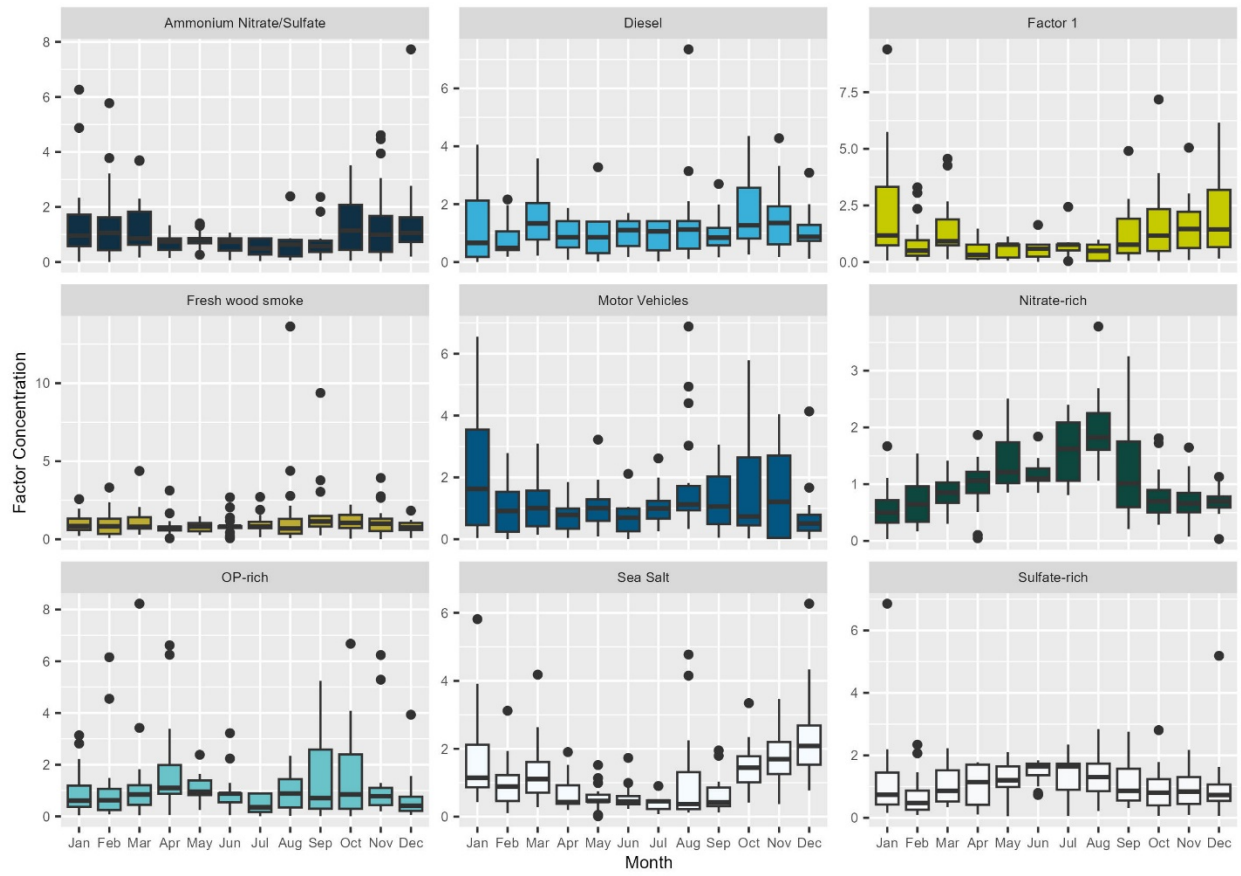 Ammonium Nitrate/Sulfate
Diesel
Factor 1
8
6
4
2
0
6
4
2
0
7.5
5.0
2.5
0.0
Fresh wood smoke
Motor Vehicles
Nitrate-rich
10
5
0
6
4
2
0
3
2
1
0
Factor Concentration
OP-rich
Sea Salt
Sulfate-rich
8
6
4
2
0
6
4
2
0
6
4
2
0
Jan Feb Mar Apr May Jun Jul Aug Sep Oct Nov Dec
Jan Feb Mar Apr May Jun Jul Aug Sep Oct Nov Dec
Jan Feb Mar Apr May Jun Jul Aug Sep Oct Nov Dec
Month